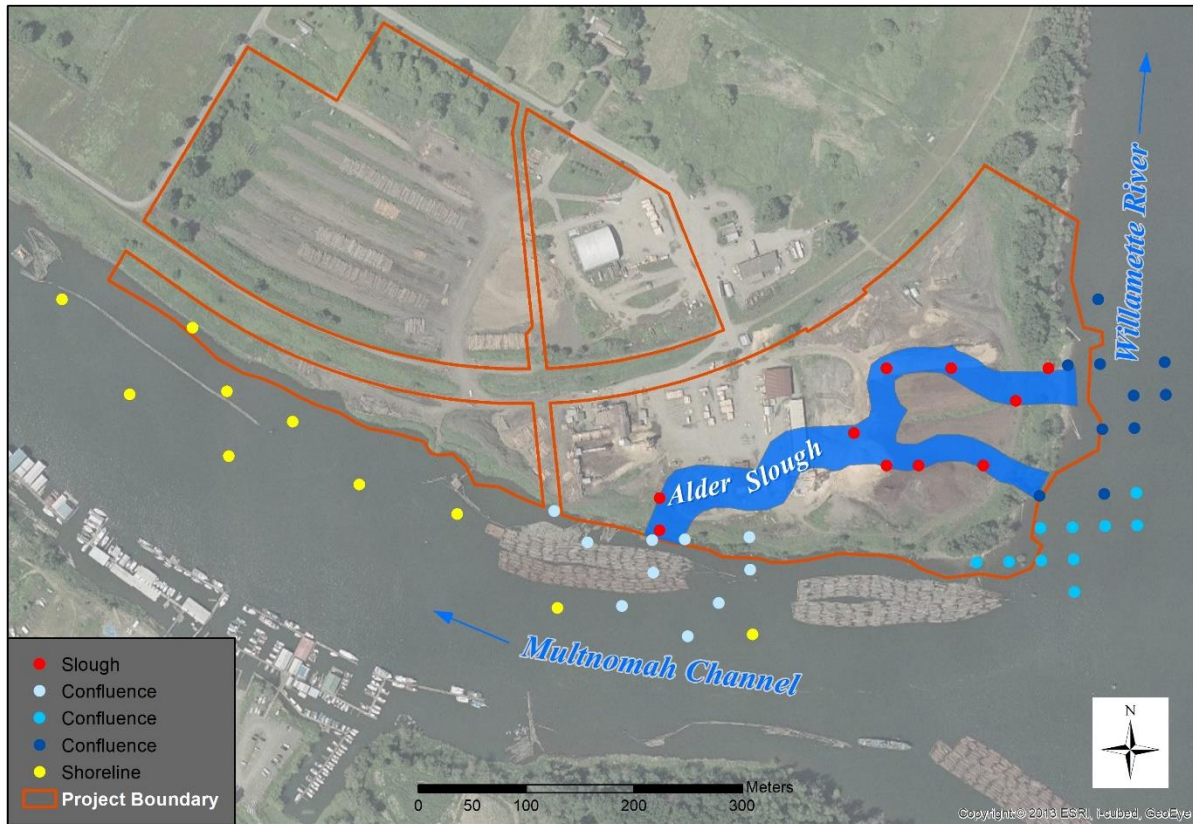 Willamette River
Alder Slough
Multnomah Channel
Slough
Confluence
Confluence
Confluence
Shoreline
Project Boundary
Meters
0 50 100 200 300
N
Copyright:© 2013 ESRI, i-cubed, GeoEye